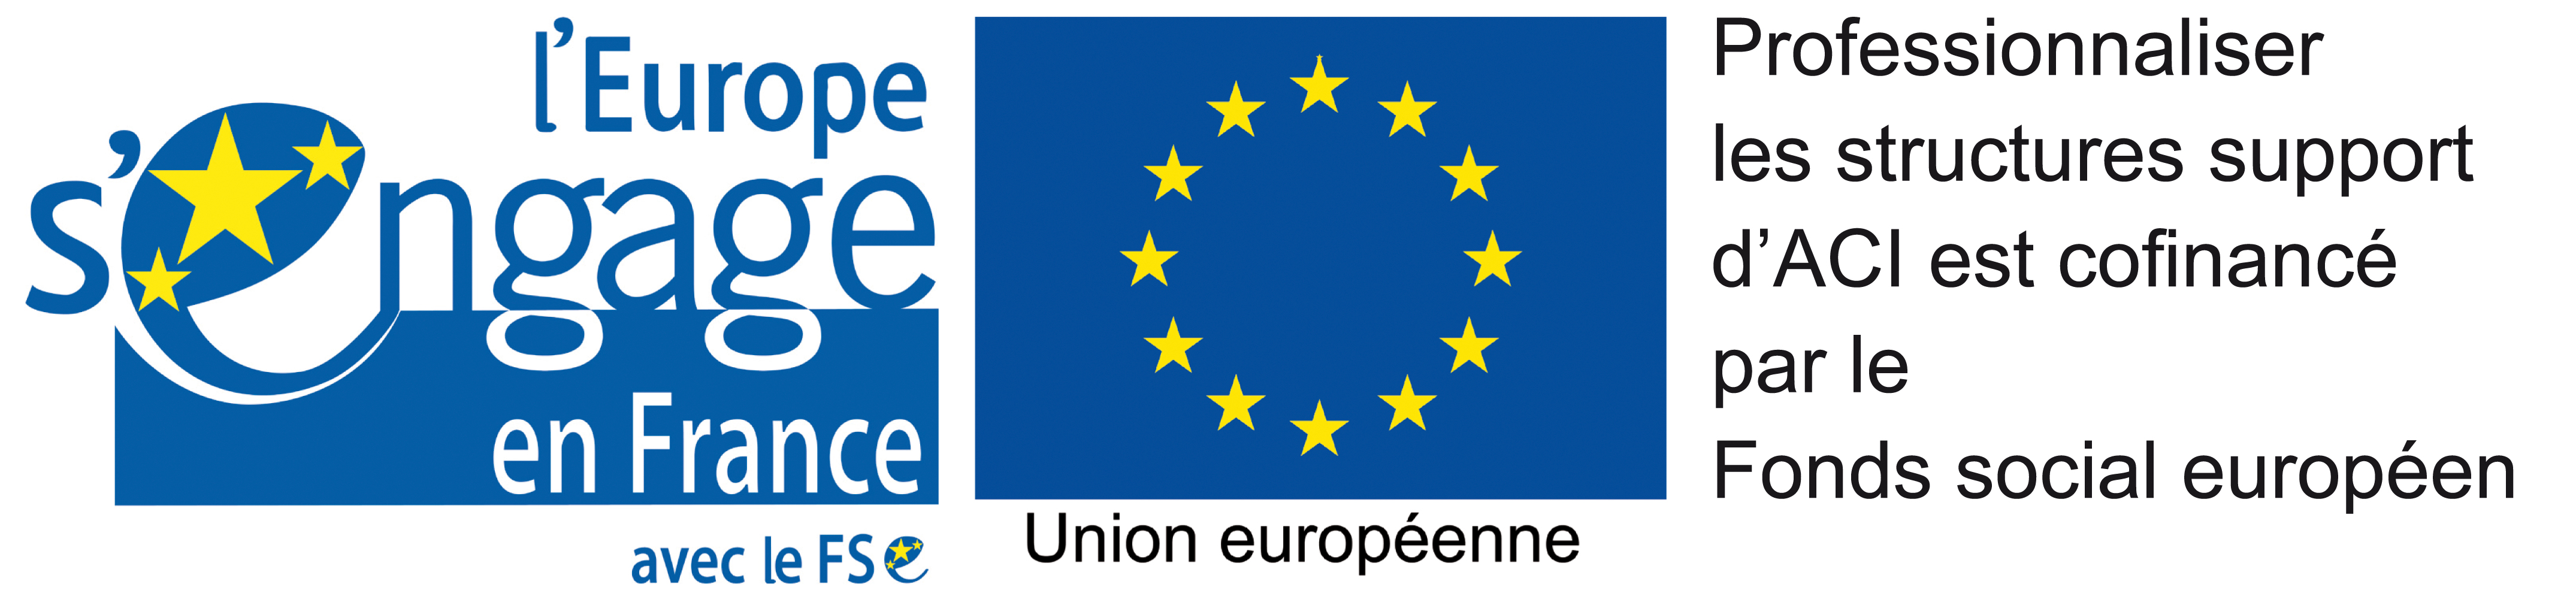 l’Europe
s’engage
en France
avec le FSe
Union européenne
Professionnaliser
les structures support
d’ACI est cofinancé
par le
Fonds social européen